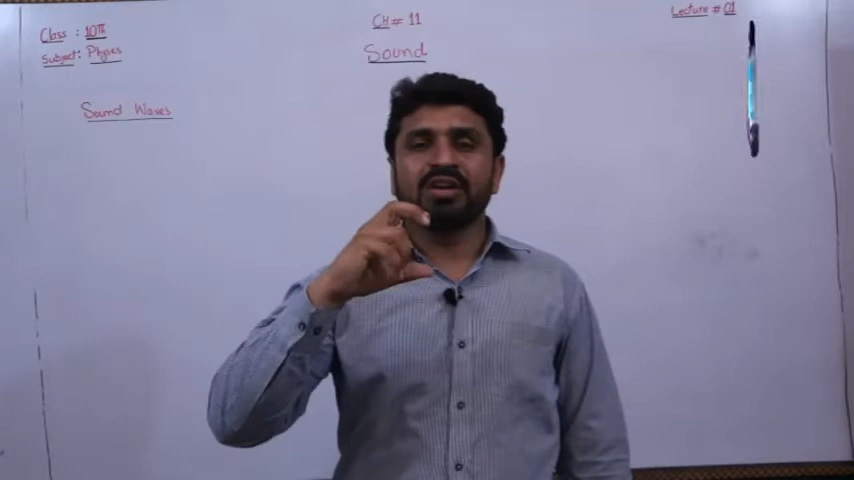 Class : 10TH
Subject: Physics
CH # 11
Sound
Lecture # 01
Sound Waves